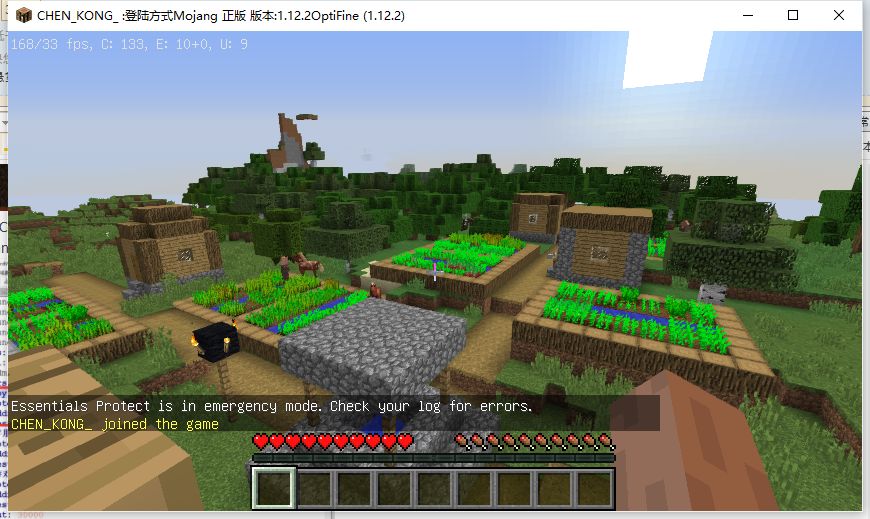 CHEN_KONG_ :登陆方式Mojang 正版 版本:1.12.2OptiFine (1.12.2)
168/33 fps, C: 133, E: 10+0, U: 9
Essentials Protect is in emergency mode. Check your log for errors.
CHEN_KONG_ joined the game
30000